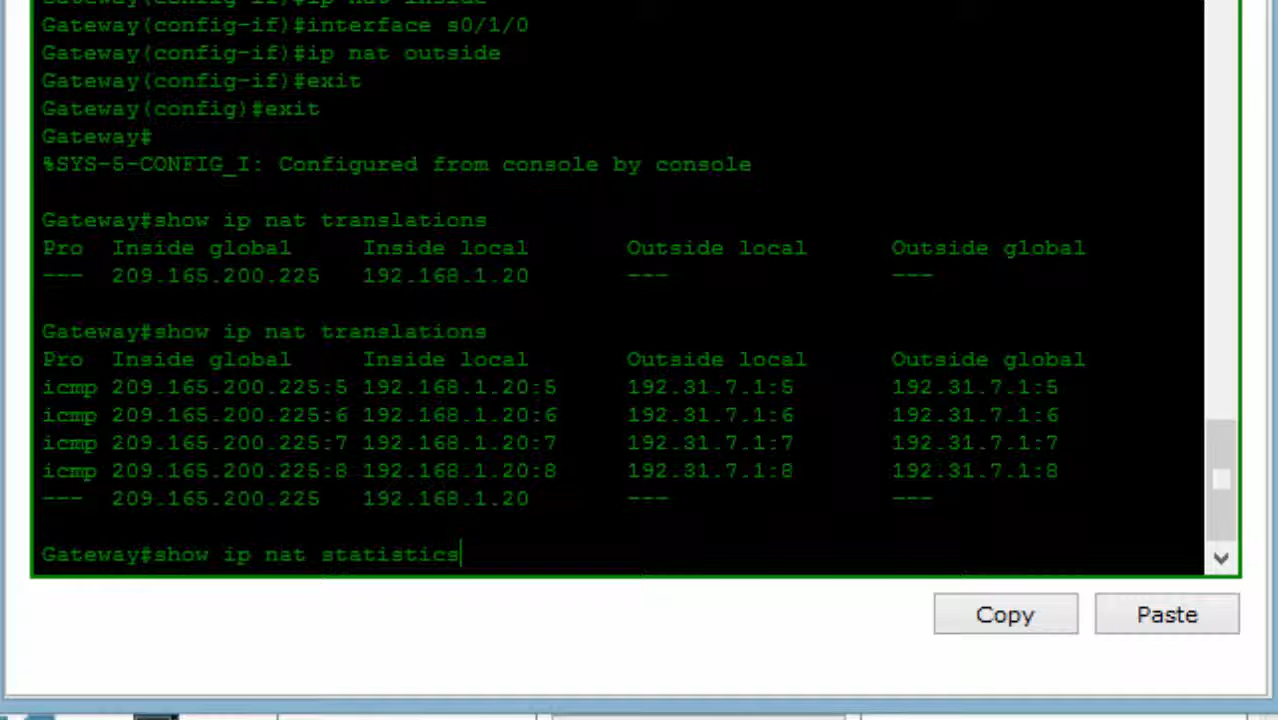 Gateway(config-if)#ip nat inside
Gateway(config-if)#interface s0/1/0
Gateway(config-if)#ip nat outside
Gateway(config-if)#exit
Gateway(config)#exit
Gateway#
%SYS-5-CONFIG_I: Configured from console by console
Gateway#show ip nat translations
Pro  Inside global     Inside local       Outside local      Outside global
---  209.165.200.225   192.168.1.20       ---                ---
Gateway#show ip nat translations
Pro  Inside global     Inside local       Outside local      Outside global
icmp 209.165.200.225:5 192.168.1.20:5     192.31.7.1:5       192.31.7.1:5
icmp 209.165.200.225:6 192.168.1.20:6     192.31.7.1:6       192.31.7.1:6
icmp 209.165.200.225:7 192.168.1.20:7     192.31.7.1:7       192.31.7.1:7
icmp 209.165.200.225:8 192.168.1.20:8     192.31.7.1:8       192.31.7.1:8
---  209.165.200.225   192.168.1.20       ---                ---
Gateway#show ip nat statistics
Copy Paste